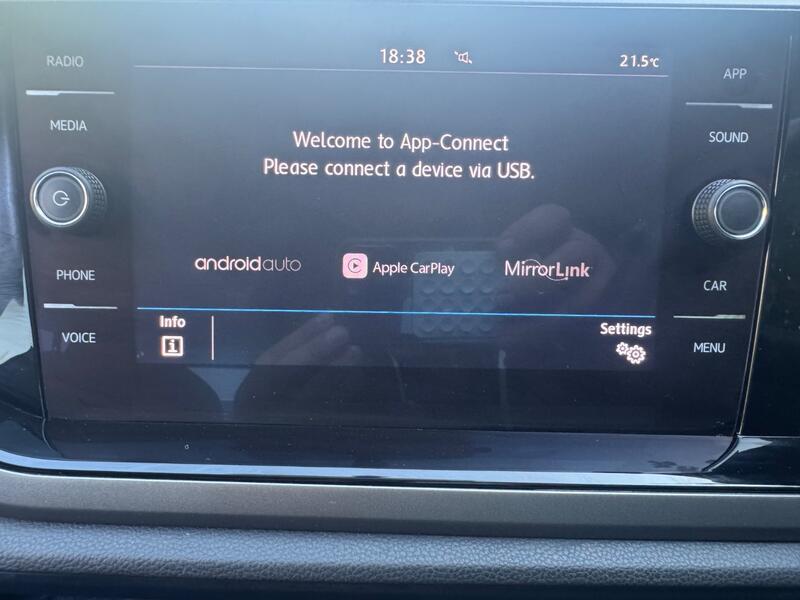 RADIO
18:38
21.5°C
APP
MEDIA
SOUND
Welcome to App-Connect
Please connect a device via USB.
androidauto
Apple CarPlay
MirrorLink
PHONE
CAR
Info
i
Settings
VOICE
MENU